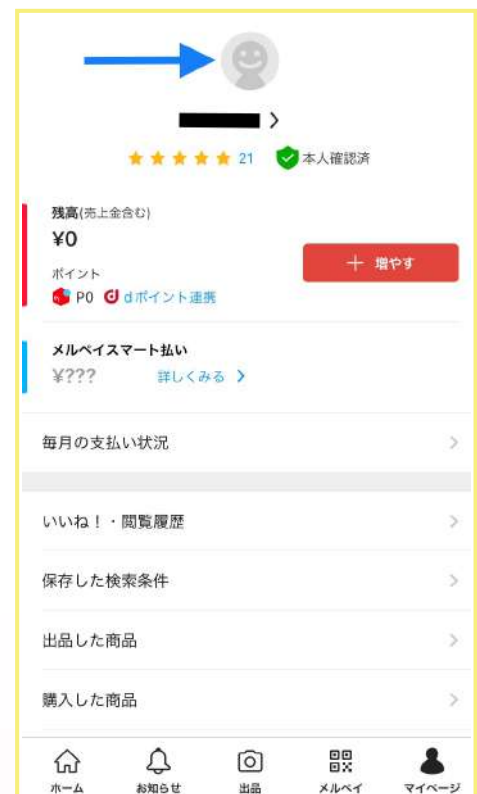 21 本人確認済
残高(売上金含む)
¥0
増やす
ポイント
P0 dポイント連携
メルペイスマート払い
¥??? 詳しくみる
毎月の支払い状況
いいね！・閲覧履歴
保存した検索条件
出品した商品
購入した商品
ホーム お知らせ 出品 メルペイ マイページ